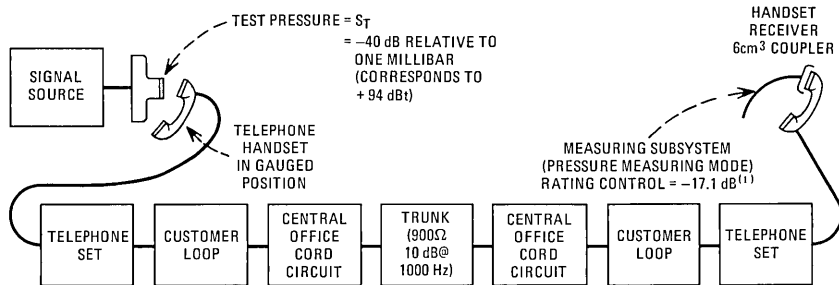 TEST PRESSURE = S_T
= –40 dB RELATIVE TO
ONE MILLIBAR
(CORRESPONDS TO
+ 94 dBt)
HANDSET
RECEIVER
6cm³ COUPLER
SIGNAL
SOURCE
TELEPHONE
HANDSET
IN GAUGED
POSITION
MEASURING SUBSYSTEM
(PRESSURE MEASURING MODE)
RATING CONTROL = –17.1 dB⁽¹⁾
TELEPHONE
SET
CUSTOMER
LOOP
CENTRAL
OFFICE
CORD
CIRCUIT
TRUNK
(900Ω
10 dB@
1000 Hz)
CENTRAL
OFFICE
CORD
CIRCUIT
CUSTOMER
LOOP
TELEPHONE
SET